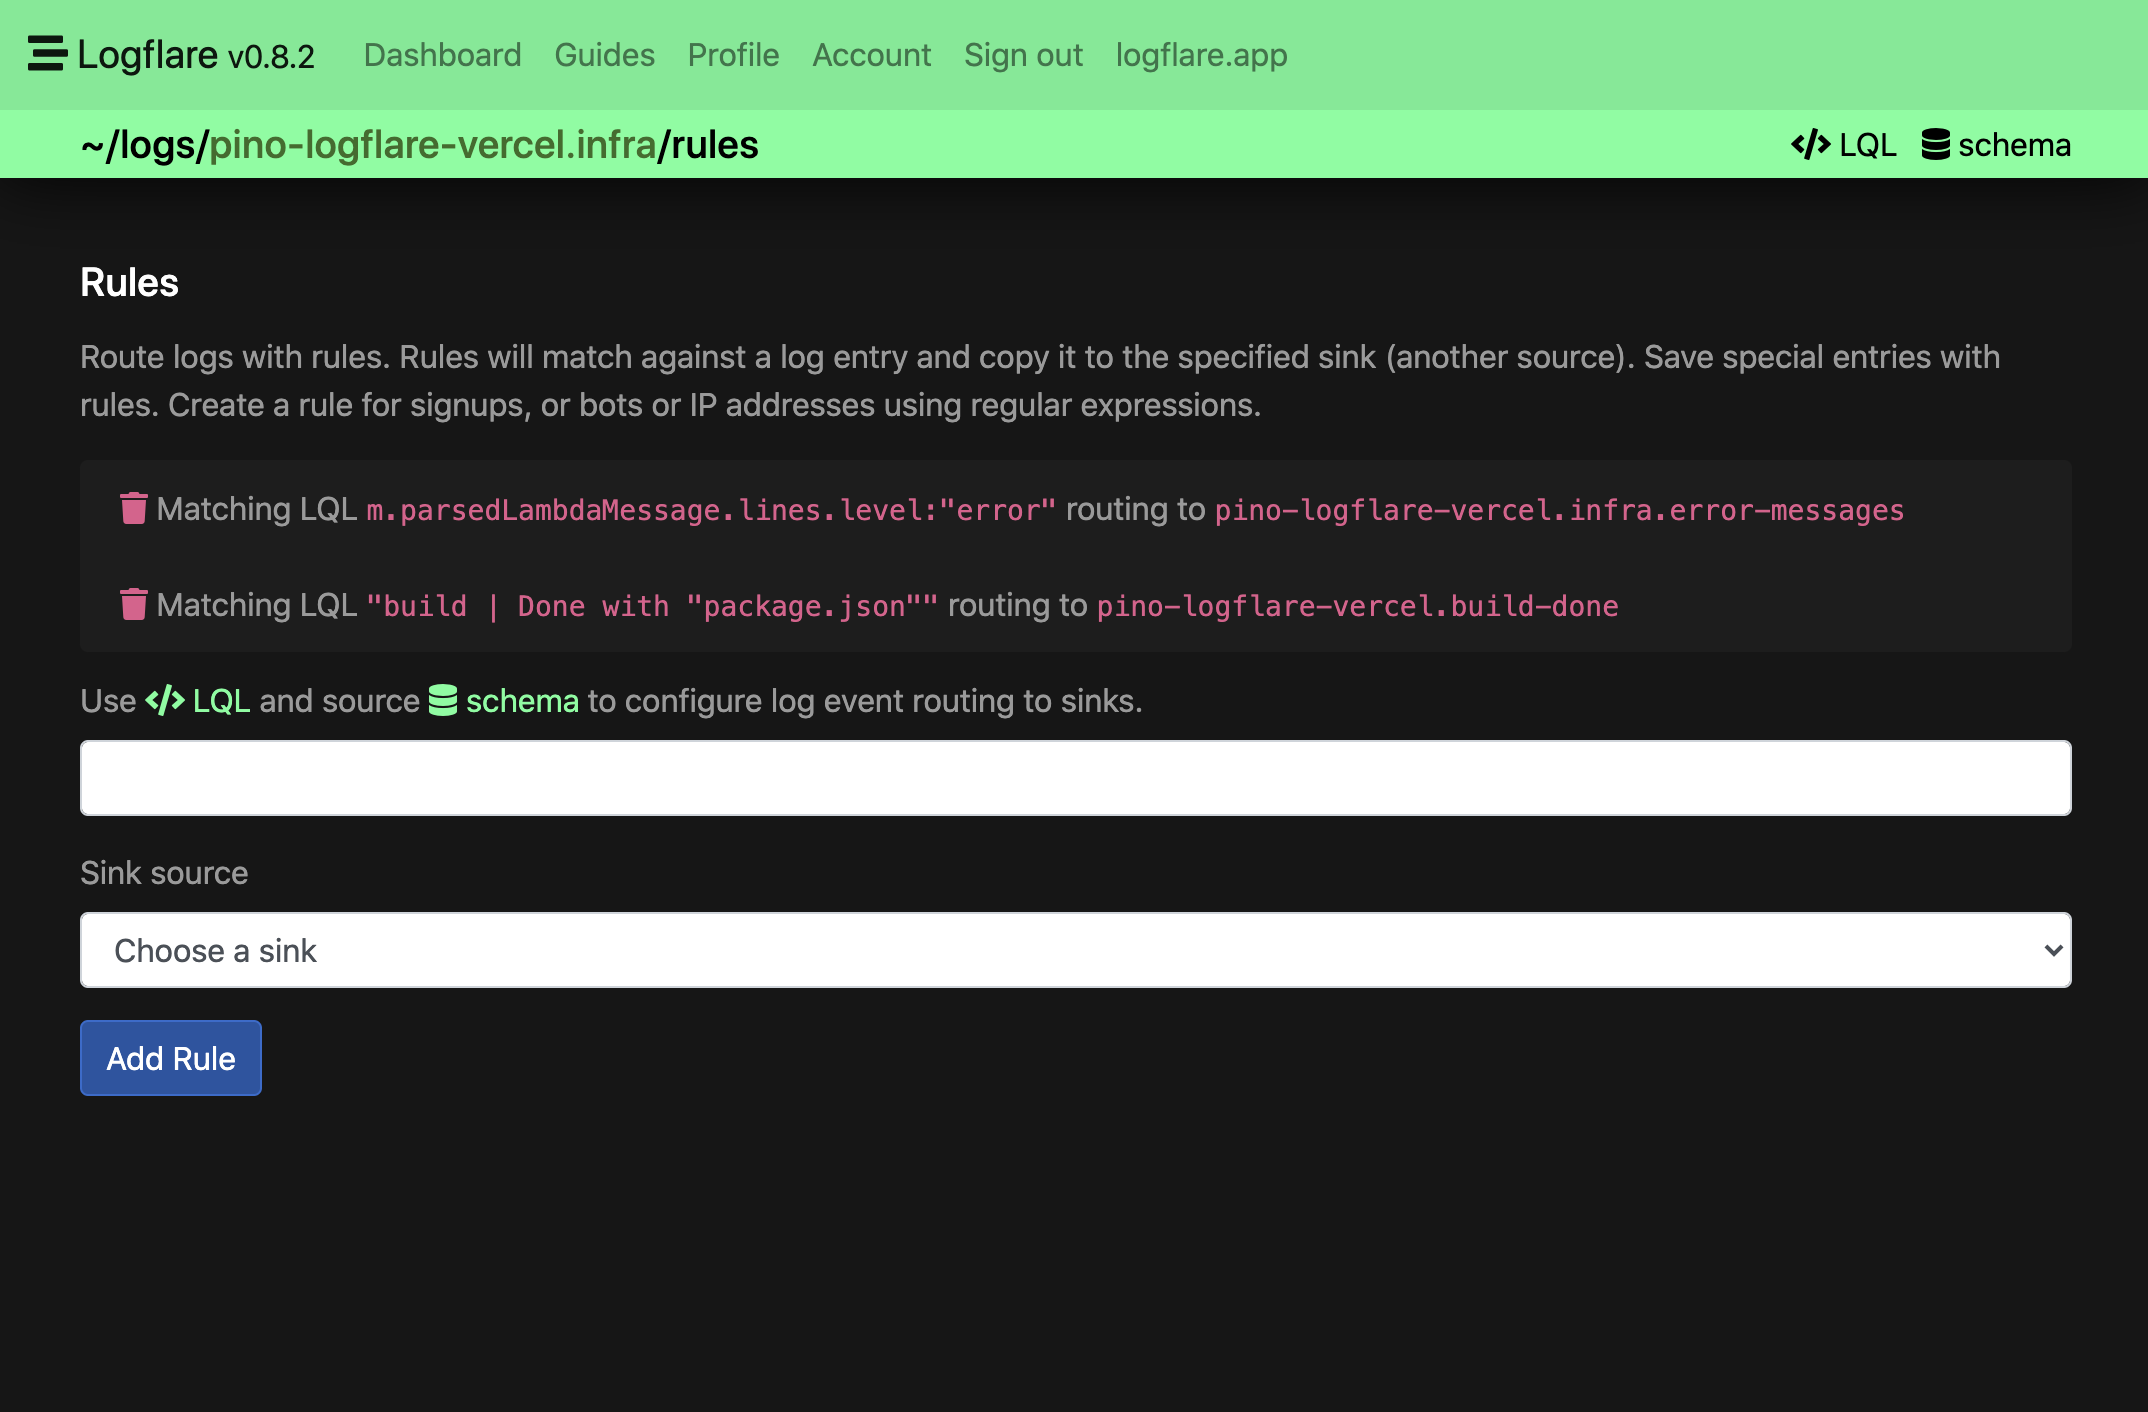 Logflare v0.8.2 Dashboard Guides Profile Account Sign out logflare.app
~/logs/pino-logflare-vercel.infra/rules LQL schema
Rules
Route logs with rules. Rules will match against a log entry and copy it to the specified sink (another source). Save special entries with
rules. Create a rule for signups, or bots or IP addresses using regular expressions.
Matching LQL m.parsedLambdaMessage.lines.level:"error" routing to pino-logflare-vercel.infra.error-messages
Matching LQL "build | Done with "package.json"" routing to pino-logflare-vercel.build-done
Use LQL and source schema to configure log event routing to sinks.
Sink source
Choose a sink
Add Rule